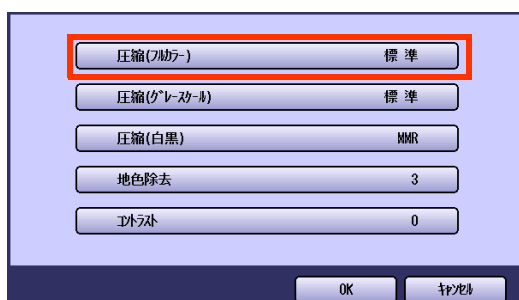 圧縮(ﾌﾙｶﾗｰ) 標 準
圧縮(ｸﾞﾚｰｽｹｰﾙ) 標 準
圧縮(白黒) MMR
地色除去 3
ｺﾝﾄﾗｽﾄ 0
OK ｷｬﾝｾﾙ